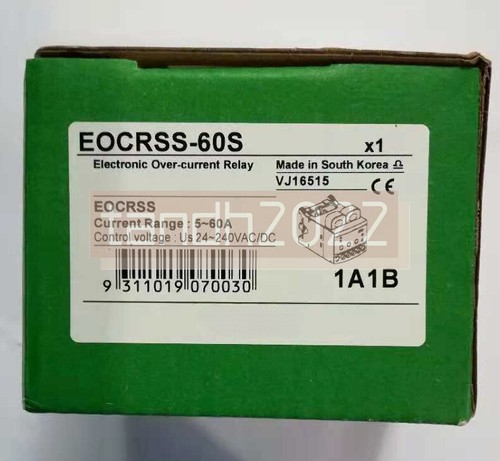 EOCRSS-60S x1
Electronic Over-current Relay Made in South Korea
VJ16515 CE
EOCRSS
Current Range : 5~60A
Control voltage : Us 24~240VAC/DC
9 311019 070030
1A1B